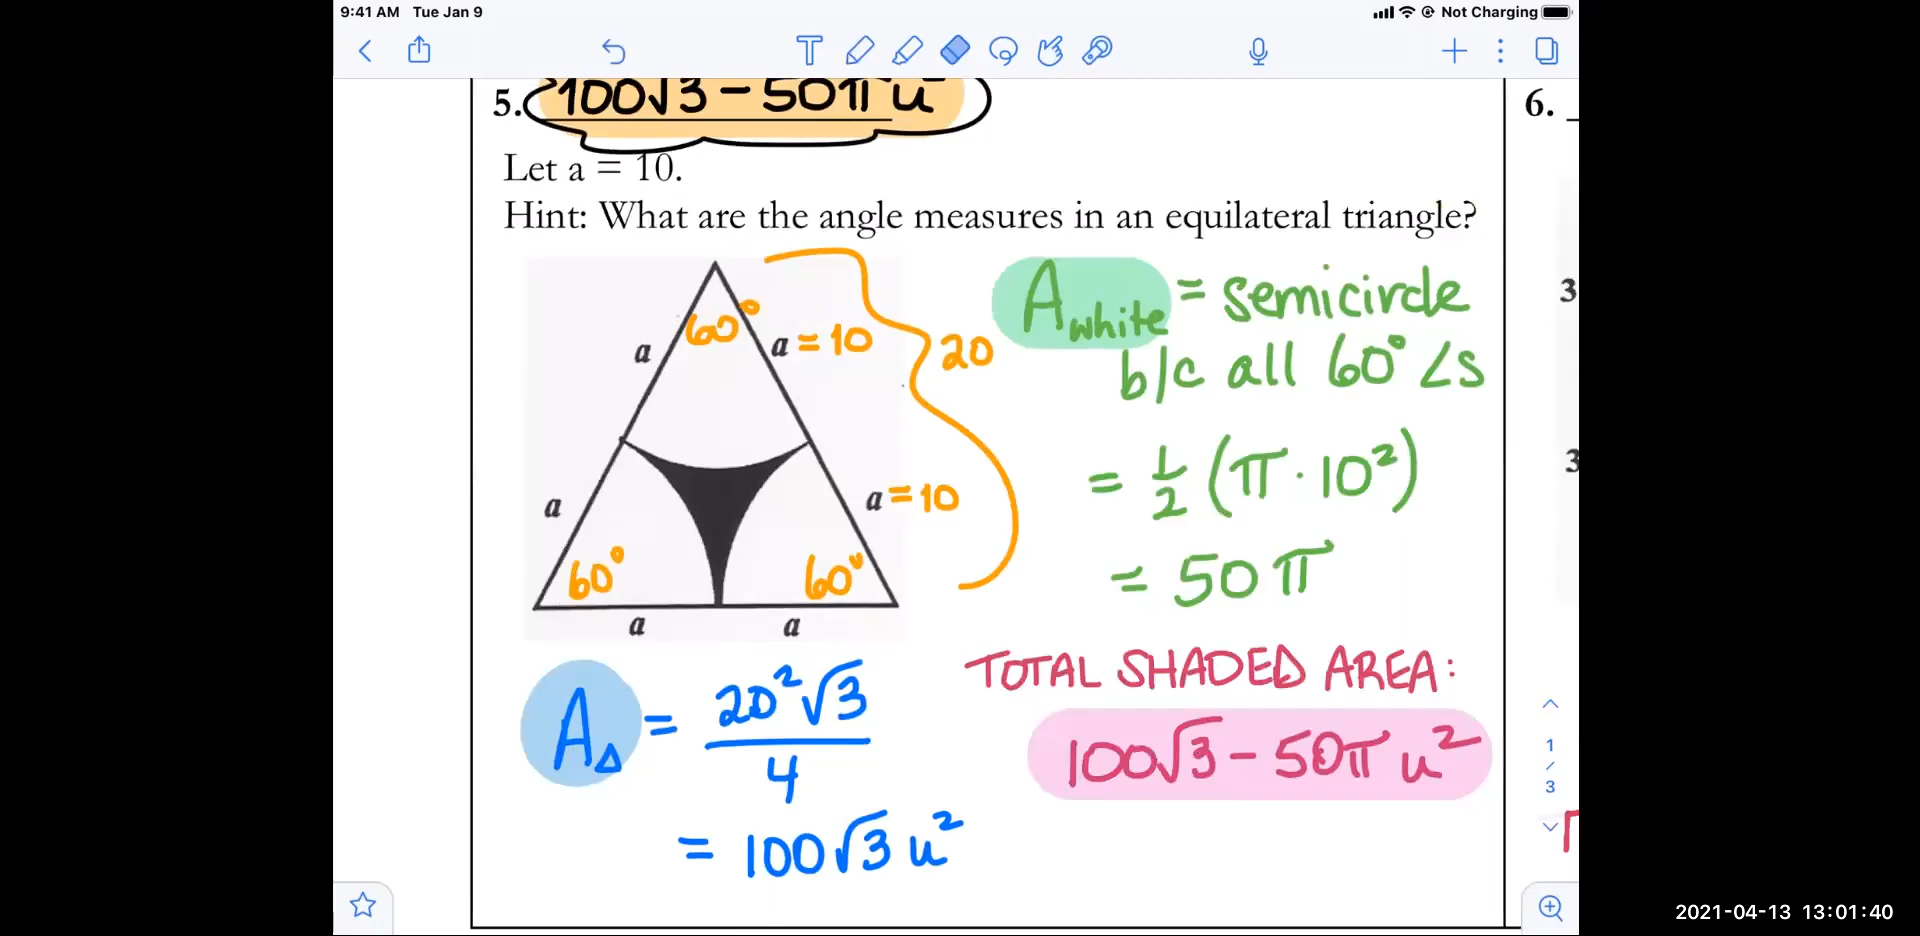 9:41 AM Tue Jan 9
Not Charging
5. 100√3 − 50π u
6.
Let a = 10.
Hint: What are the angle measures in an equilateral triangle?
60°
a
a = 10
20
a
a = 10
60°
60°
a
a
A white = semicircle
b/c all 60° ∠s
= 1/2 (π · 10²)
= 50π
A△ = 20²√3 / 4
= 100√3 u²
TOTAL SHADED AREA:
100√3 − 50π u²
3
3
1
/
3
2021-04-13 13:01:40